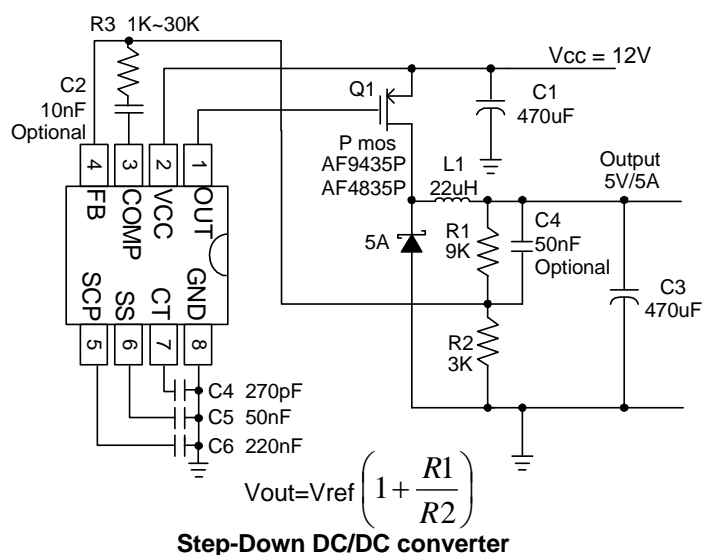 R3 1K~30K
C2
10nF
Optional
Q1
Vcc = 12V
C1
470uF
P mos
AF9435P
AF4835P
L1
22uH
Output
5V/5A
4
3
2
1
FB
COMP
VCC
OUT
SCP
SS
CT
GND
5
6
7
8
5A
R1
9K
C4
50nF
Optional
C3
470uF
R2
3K
C4 270pF
C5 50nF
C6 220nF
Vout=Vref(1+R1/R2)
Step-Down DC/DC converter